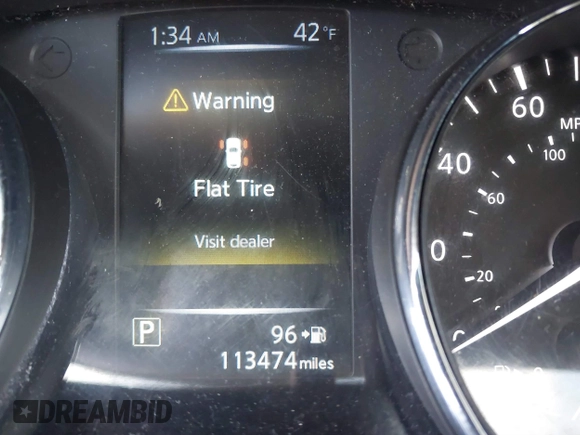 1:34 AM 42°F
Warning
Flat Tire
Visit dealer
P 96
113474 miles
60
MP
40
100
60
20
0
DREAMBID